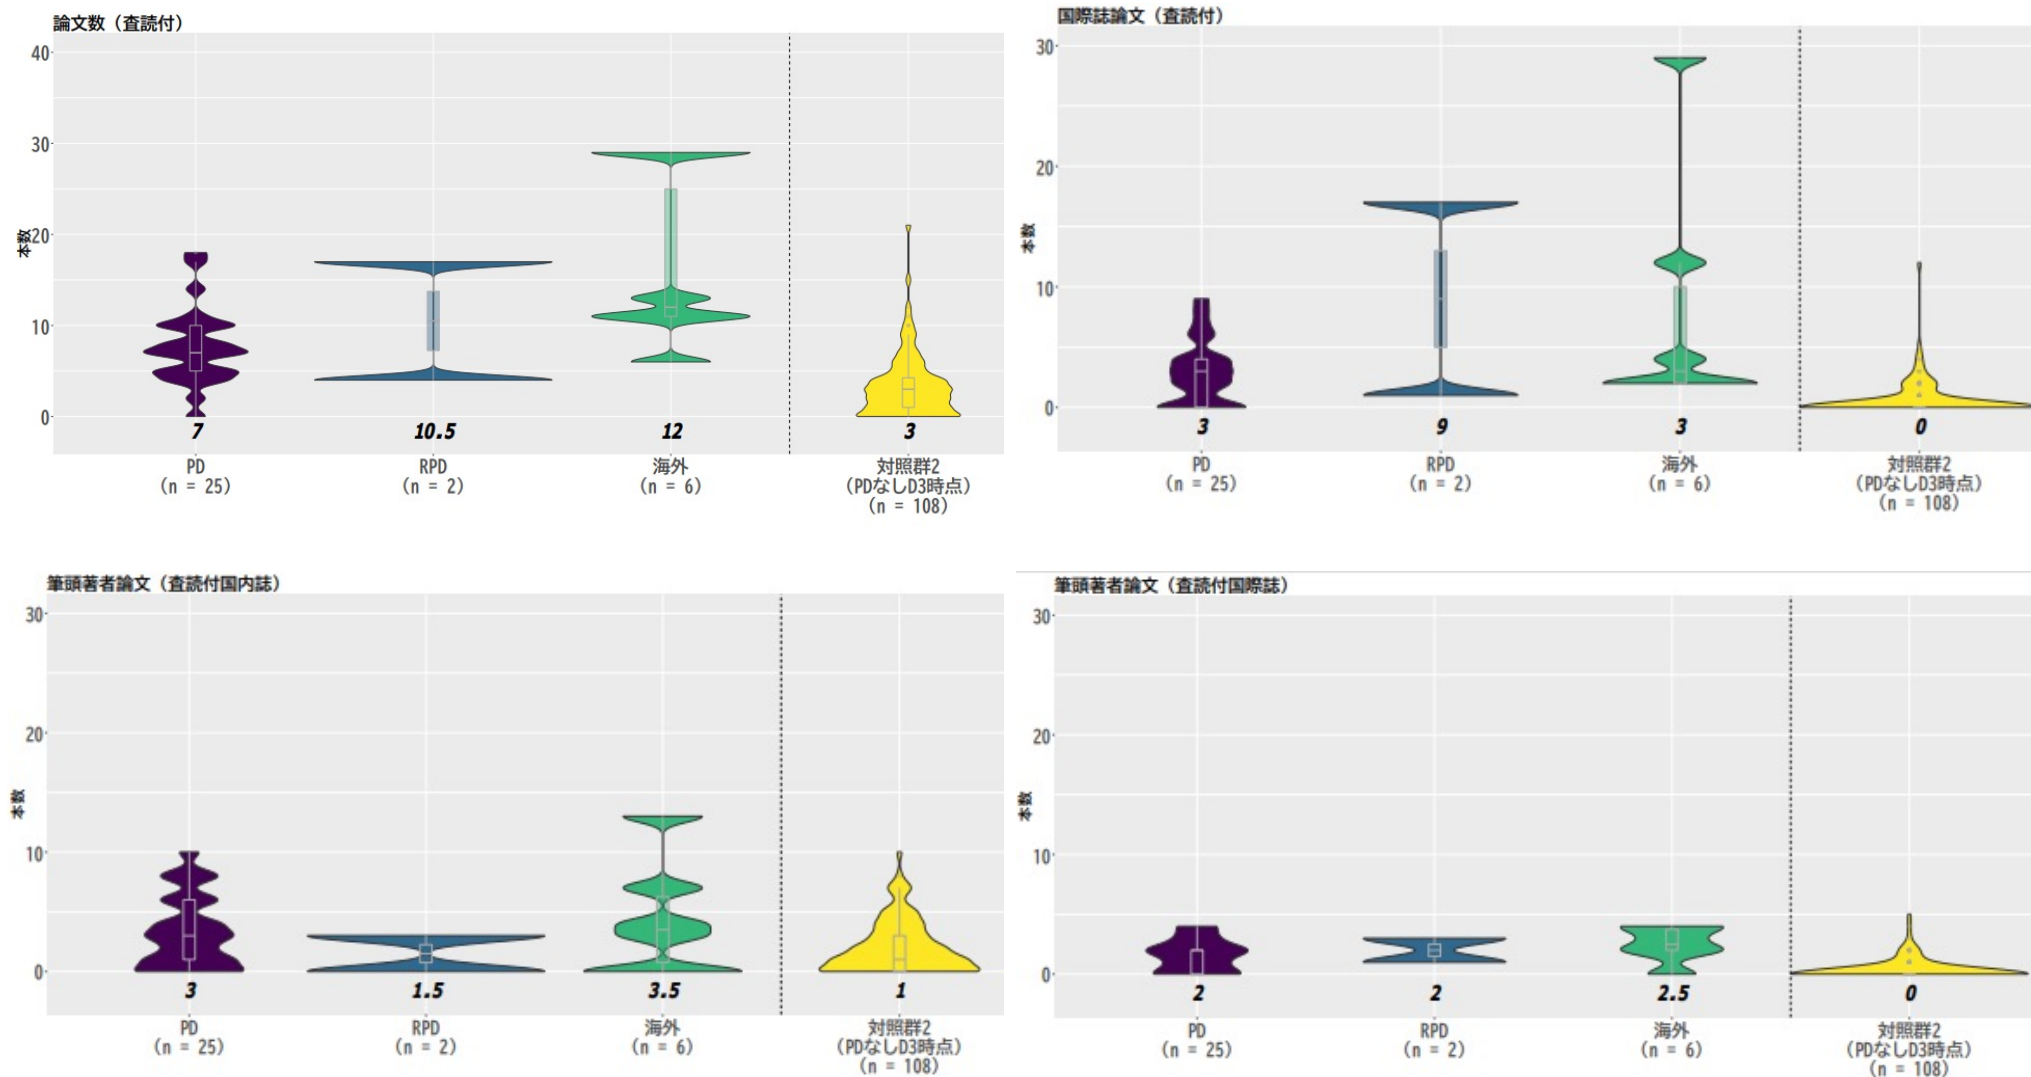 論文数（査読付）
40
30
20
10
0
本数
7
10.5
12
3
PD
(n = 25)
RPD
(n = 2)
海外
(n = 6)
対照群2
(PDなしD3時点)
(n = 108)
国際誌論文（査読付）
30
20
10
0
本数
3
9
3
0
PD
(n = 25)
RPD
(n = 2)
海外
(n = 6)
対照群2
(PDなしD3時点)
(n = 108)
筆頭著者論文（査読付国内誌）
30
20
10
0
本数
3
1.5
3.5
1
PD
(n = 25)
RPD
(n = 2)
海外
(n = 6)
対照群2
(PDなしD3時点)
(n = 108)
筆頭著者論文（査読付国際誌）
30
20
10
0
本数
2
2
2.5
0
PD
(n = 25)
RPD
(n = 2)
海外
(n = 6)
対照群2
(PDなしD3時点)
(n = 108)